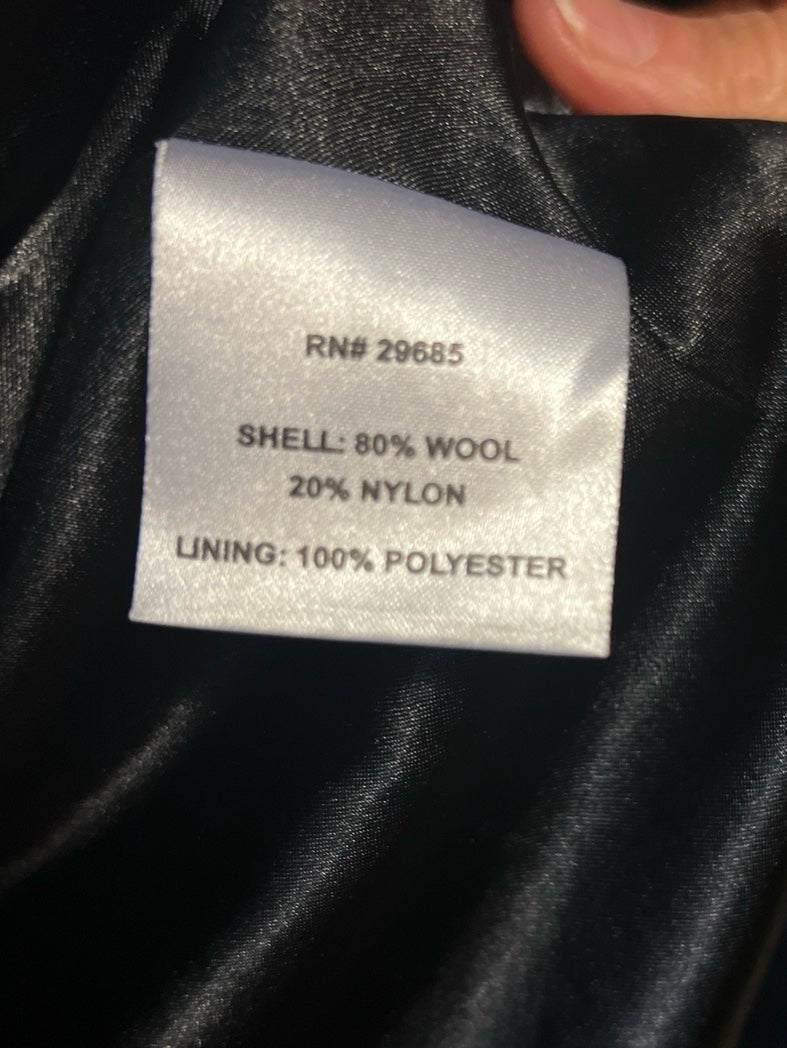 RN# 29685
SHELL: 80% WOOL
20% NYLON
LINING: 100% POLYESTER